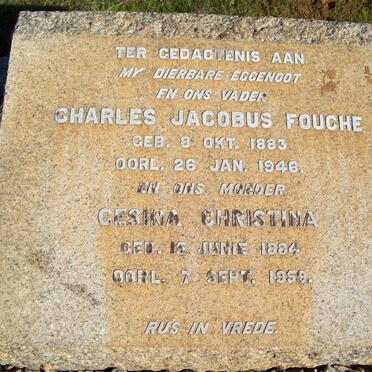 TER GEDAGTENIS AAN
MY DIERBARE EGGENOOT
EN ONS VADER
CHARLES JACOBUS FOUCHE
GEB. 8 OKT. 1883
OORL. 26 JAN. 1946.
EN ONS MOEDER
GESINA CHRISTINA
GEB. 15 JUNIE 1884
OORL. 7 SEPT. 1959.
RUS IN VREDE.